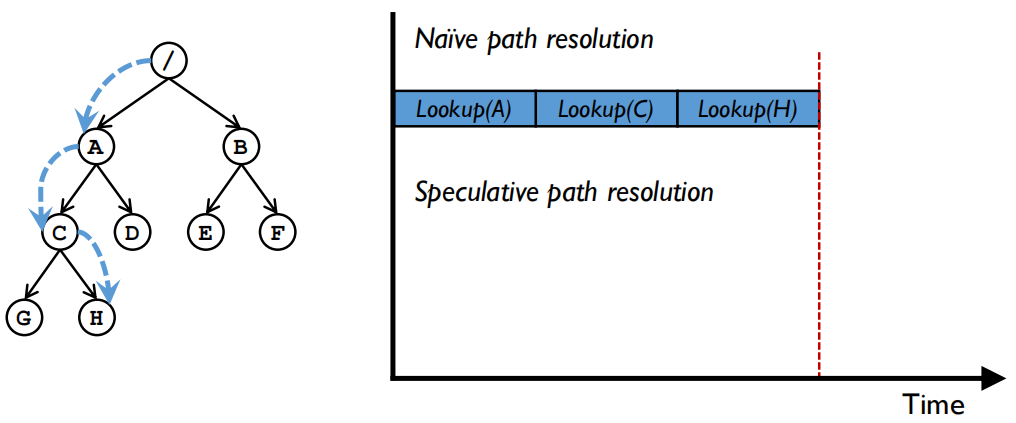 /
A
B
C
D
E
F
G
H
Naïve path resolution
Lookup(A) Lookup(C) Lookup(H)
Speculative path resolution
Time